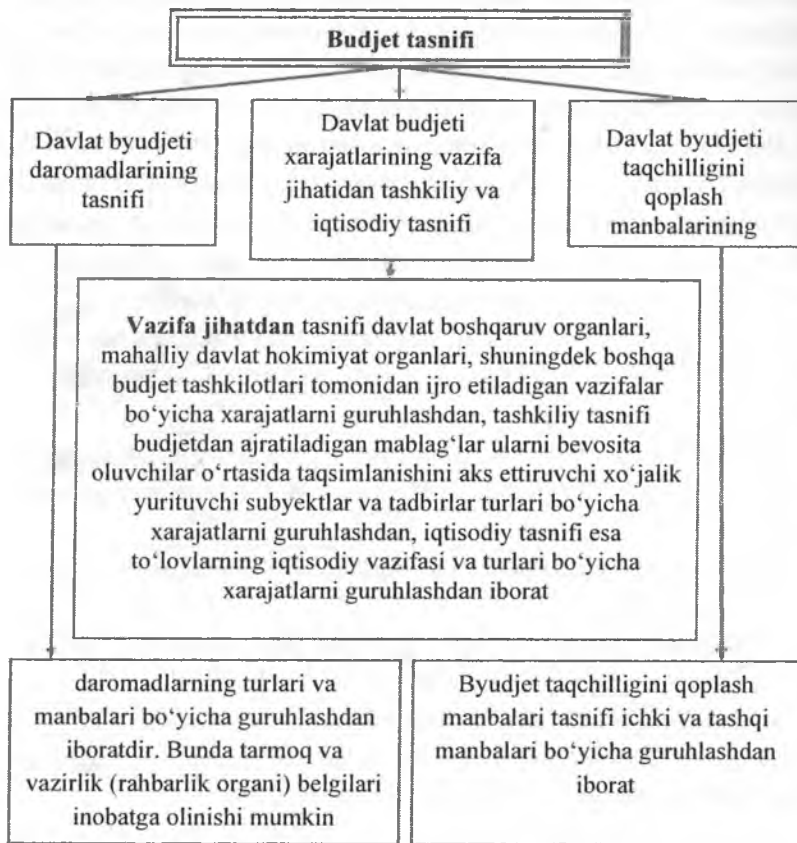 Budjet tasnifi
Davlat byudjeti
daromadlarining
tasnifi
Davlat budjeti
xarajatlarining vazifa
jihatidan tashkiliy va
iqtisodiy tasnifi
Davlat byudjeti
taqchilligini
qoplash
manbalarining
Vazifa jihatdan tasnifi davlat boshqaruv organlari,
mahalliy davlat hokimiyat organlari, shuningdek boshqa
budjet tashkilotlari tomonidan ijro etiladigan vazifalar
bo‘yicha xarajatlarni guruhlashdan, tashkiliy tasnifi
budjetdan ajratiladigan mablag‘lar ularni bevosita
oluvchilar o‘rtasida taqsimlanishini aks ettiruvchi xo‘jalik
yurituvchi subyektlar va tadbirlar turlari bo‘yicha
xarajatlarni guruhlashdan, iqtisodiy tasnifi esa
to‘lovlarning iqtisodiy vazifasi va turlari bo‘yicha
xarajatlarni guruhlashdan iborat
daromadlarning turlari va
manbalari bo‘yicha guruhlashdan
iboratdir. Bunda tarmoq va
vazirlik (rahbarlik organi) belgilari
inobatga olinishi mumkin
Byudjet taqchilligini qoplash
manbalari tasnifi ichki va tashqi
manbalari bo‘yicha guruhlashdan
iborat